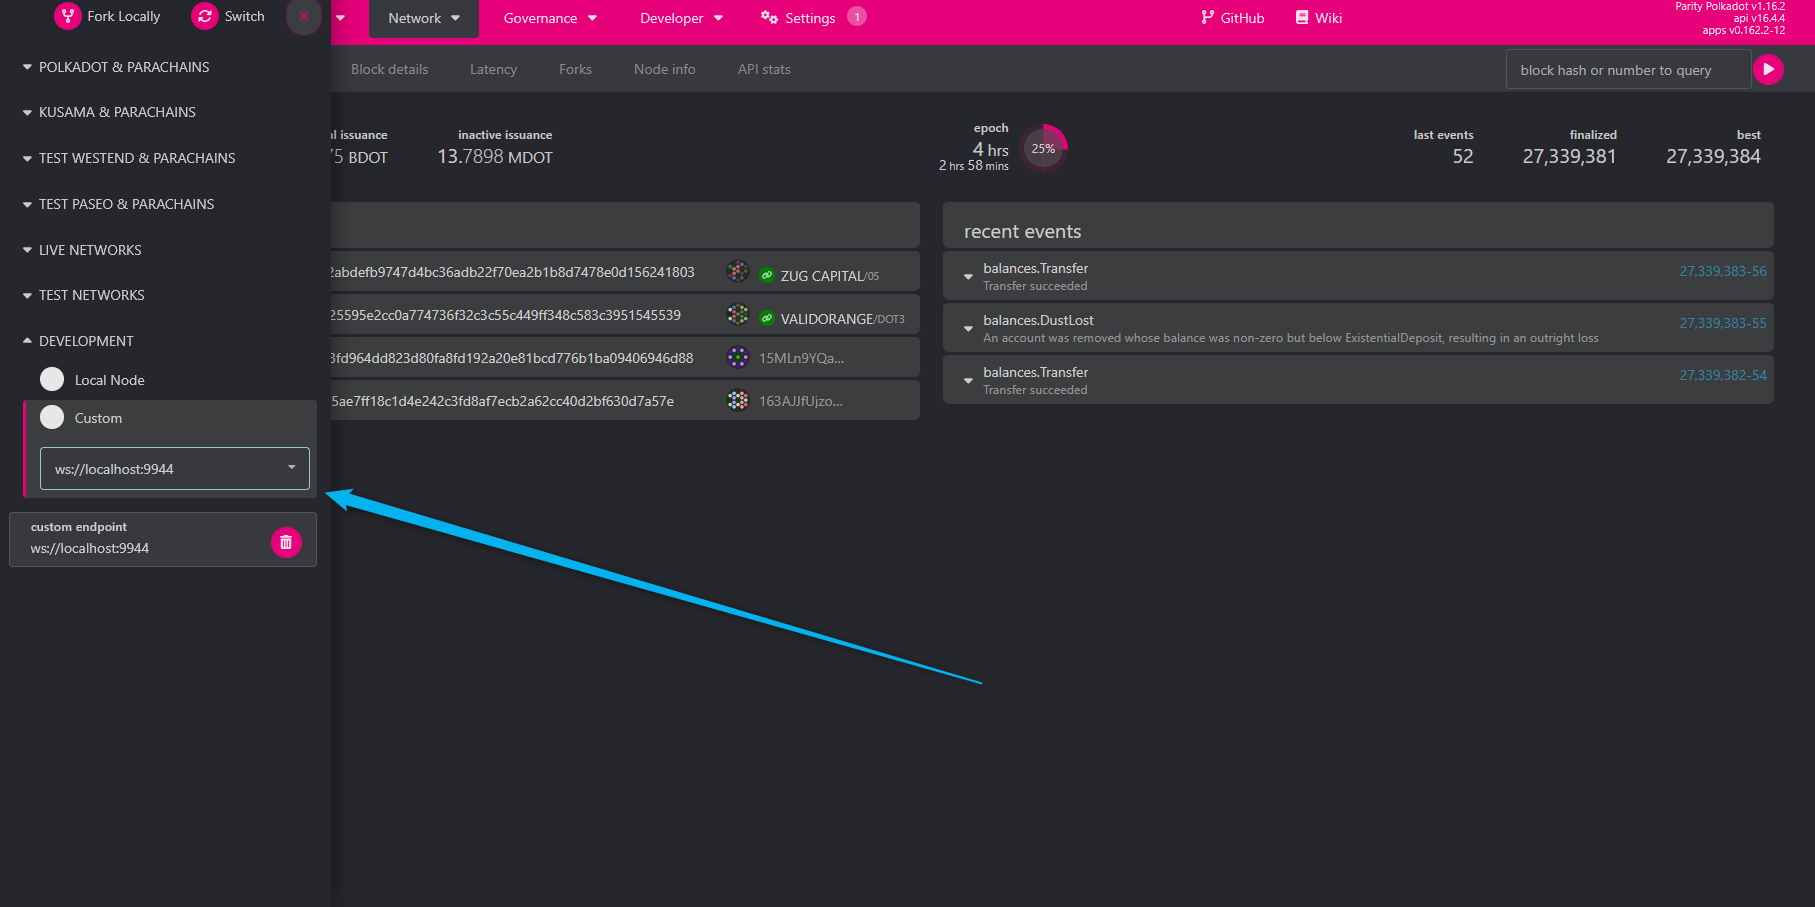 Fork Locally
Switch
Network
Governance
Developer
Settings
1
GitHub
Wiki
Parity Polkadot v1.16.2
api v16.4.4
apps v0.162.2-12
Block details
Latency
Forks
Node info
API stats
block hash or number to query
POLKADOT & PARACHAINS
KUSAMA & PARACHAINS
TEST WESTEND & PARACHAINS
TEST PASEO & PARACHAINS
LIVE NETWORKS
TEST NETWORKS
DEVELOPMENT
Local Node
Custom
ws://localhost:9944
custom endpoint
ws://localhost:9944
issuance
BDOT
inactive issuance
13.7898 MDOT
epoch
4 hrs
2 hrs 58 mins
25%
last events
52
finalized
27,339,381
best
27,339,384
2abdefb9747d4bc36adb22f70ea2b1b8d7478e0d156241803
ZUG CAPITAL/05
25595e2cc0a774736f32c3c55c449ff348c583c3951545539
VALIDORANGE/DOT3
3fd964dd823d80fa8fd192a20e81bcd776b1ba09406946d88
15MLn9YQa...
5ae7ff18c1d4e242c3fd8af7ecb2a62cc40d2bf630d7a57e
163AJJfUjzo...
recent events
balances.Transfer
Transfer succeeded
27,339,383-56
balances.DustLost
An account was removed whose balance was non-zero but below ExistentialDeposit, resulting in an outright loss
27,339,383-55
balances.Transfer
Transfer succeeded
27,339,382-54